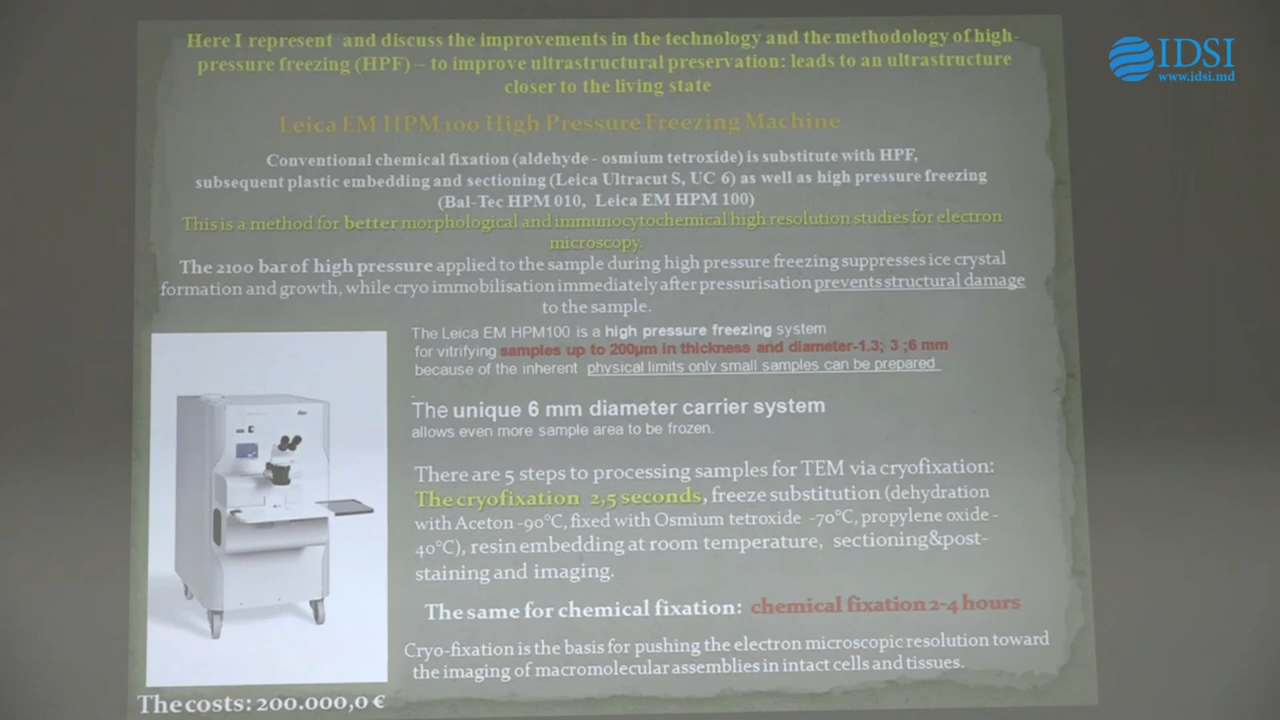 Here I represent and discuss the improvements in the technology and the methodology of high-
pressure freezing (HPF) – to improve ultrastructural preservation: leads to an ultrastructure
closer to the living state
Leica EM HPM 100 High Pressure Freezing Machine
Conventional chemical fixation (aldehyde - osmium tetroxide) is substitute with HPF,
subsequent plastic embedding and sectioning (Leica Ultracut S, UC 6) as well as high pressure freezing
(Bal-Tec HPM 010, Leica EM HPM 100)
This is a method for better morphological and immunocytochemical high resolution studies for electron
microscopy.
The 2100 bar of high pressure applied to the sample during high pressure freezing suppresses ice crystal
formation and growth, while cryo immobilisation immediately after pressurisation prevents structural damage
to the sample.
The Leica EM HPM100 is a high pressure freezing system
for vitrifying samples up to 200µm in thickness and diameter-1.3; 3 ;6 mm
because of the inherent physical limits only small samples can be prepared
The unique 6 mm diameter carrier system
allows even more sample area to be frozen.
There are 5 steps to processing samples for TEM via cryofixation:
The cryofixation 2,5 seconds, freeze substitution (dehydration
with Aceton -90°C, fixed with Osmium tetroxide -70°C, propylene oxide -
40°C), resin embedding at room temperature, sectioning&post-
staining and imaging.
The same for chemical fixation: chemical fixation 2-4 hours
Cryo-fixation is the basis for pushing the electron microscopic resolution toward
the imaging of macromolecular assemblies in intact cells and tissues.
The costs: 200.000,0 €
IDSI
www.idsi.md